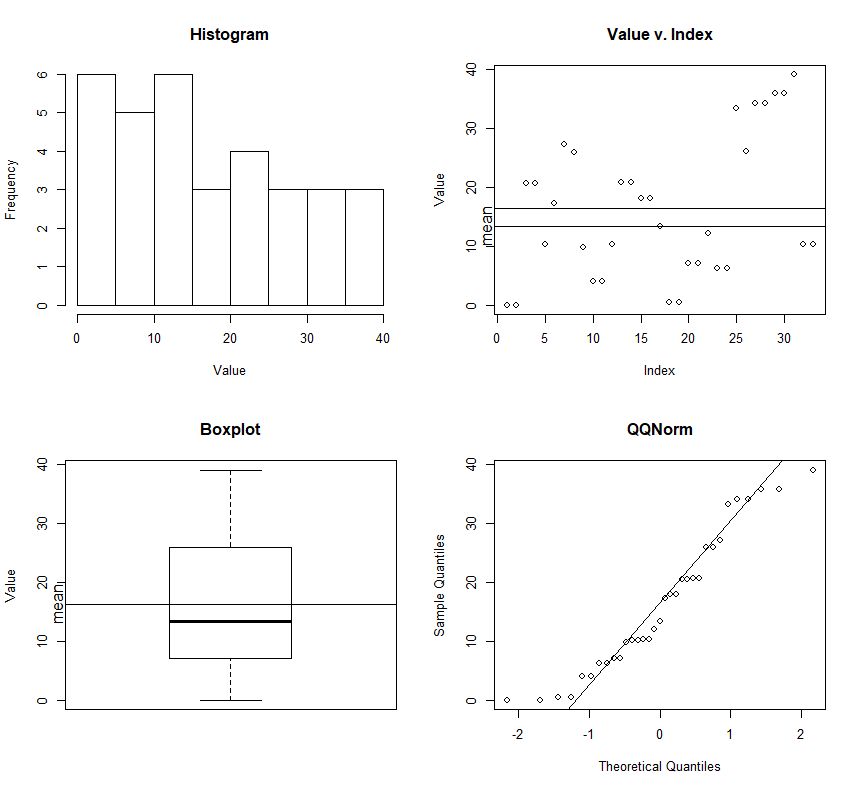 Histogram
Frequency
6
5
4
3
2
1
0
0 10 20 30 40
Value
Value v. Index
Value
40
30
20
10
0
mean
0 5 10 15 20 25 30
Index
Boxplot
Value
40
30
20
10
0
mean
QQNorm
Sample Quantiles
40
30
20
10
0
-2 -1 0 1 2
Theoretical Quantiles